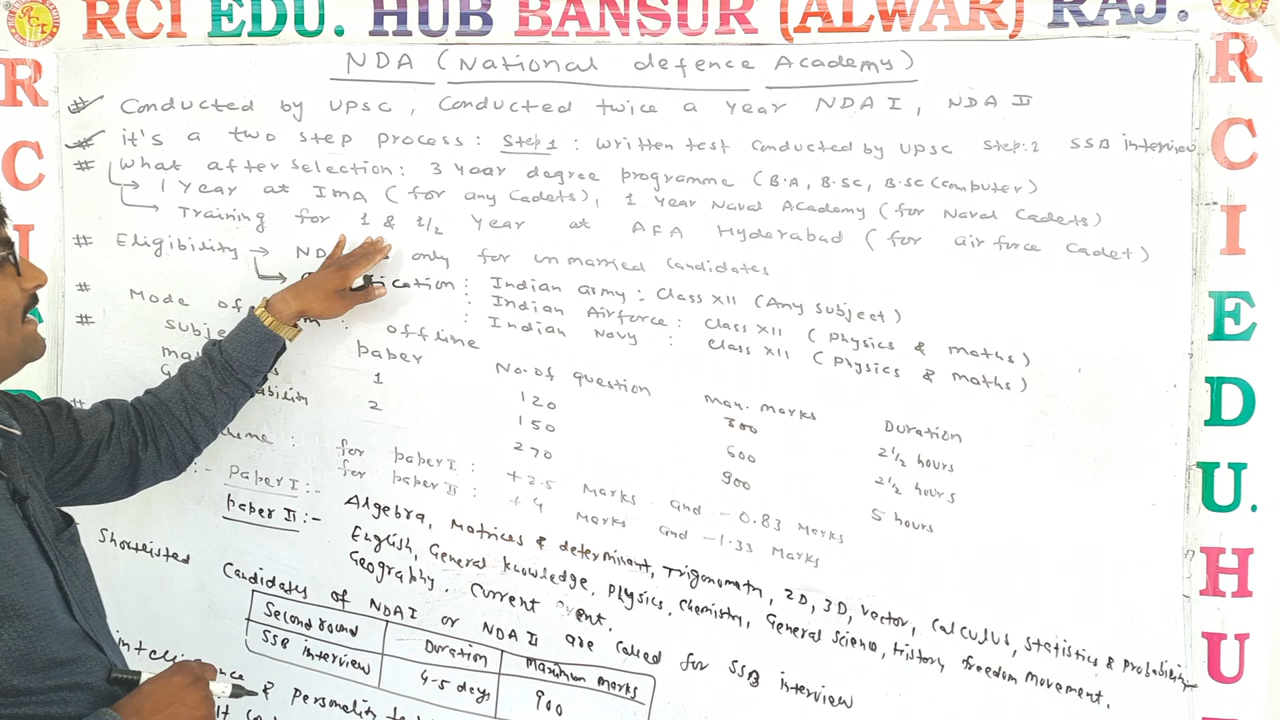 RCI EDU. HUB BANSUR (ALWAR) RAJ.
R
C
I
R
C
I
E
D
U.
H
U
NDA (National defence Academy)
# Conducted by UPSC, Conducted twice a year NDA I, NDA II
# it's a two step process: Step 1: written test conducted by UPSC Step:2 SSB interview
# What after selection: 3 year degree programme (B.A, B.SC, B.SC (computer)
→ 1 Year at IMA (for any Cadets), 1 year Naval Academy (for Naval Cadets)
→ Training for 1 & 1/2 Year at AFA Hyderabad (for airforce cadet)
# Eligibility → ND only for unmarried candidates
cation: Indian army: Class XII (Any subject)
: Indian Airforce: Class XII (Physics & Maths)
: Indian Navy: Class XII (Physics & Maths)
# Mode of : offline
# Subje paper No. of question Max. marks Duration
1 120 300 2 1/2 hours
bility 2 150 600 2 1/2 hours
270 900 5 hours
heme: for paper I: +2.5 Marks and -0.83 Marks
for paper II: +4 Marks and -1.33 Marks
:- Paper I:- Algebra, Matrices & determinant, Trigonomatry, 2D, 3D, Vector, Calculus, Statistics & Probability
paper II:- English, General knowledge, Physics, Chemistry, General Science, History freedom movement.
Geography, Current event.
Shortlisted Candidates of NDA I or NDA II are called for SSB interview
Second round Duration Maximum marks
SSB interview 4-5 days 900
& Personality